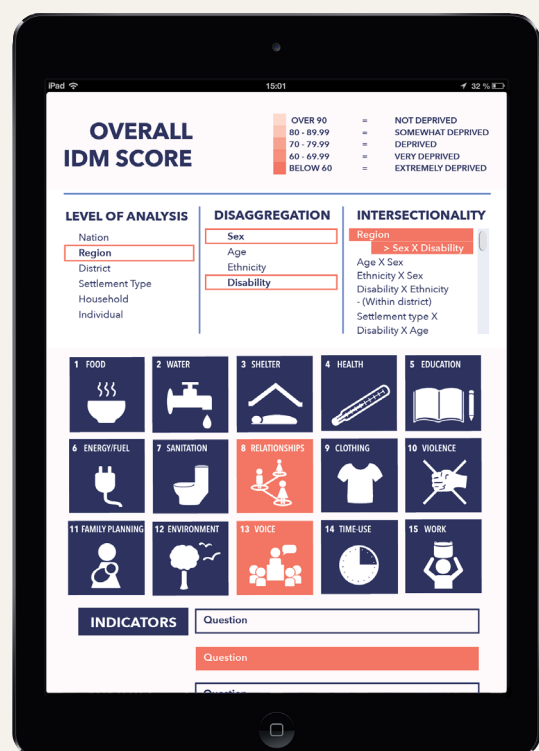 iPad 15:01 32 %
OVERALL
IDM SCORE
OVER 90 = NOT DEPRIVED
80 - 89.99 = SOMEWHAT DEPRIVED
70 - 79.99 = DEPRIVED
60 - 69.99 = VERY DEPRIVED
BELOW 60 = EXTREMELY DEPRIVED
LEVEL OF ANALYSIS
Nation
Region
District
Settlement Type
Household
Individual
DISAGGREGATION
Sex
Age
Ethnicity
Disability
INTERSECTIONALITY
Region
> Sex X Disability
Age X Sex
Ethnicity X Sex
Disability X Ethnicity
- (Within district)
Settlement type X
Disability X Age
1 FOOD
2 WATER
3 SHELTER
4 HEALTH
5 EDUCATION
6 ENERGY/FUEL
7 SANITATION
8 RELATIONSHIPS
9 CLOTHING
10 VIOLENCE
11 FAMILY PLANNING
12 ENVIRONMENT
13 VOICE
14 TIME-USE
15 WORK
INDICATORS
Question
Question
Question